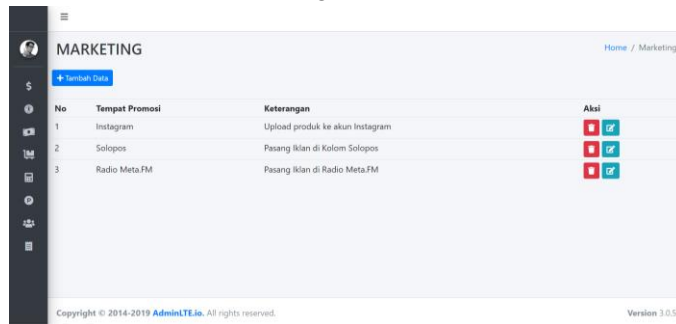 MARKETING
Home / Marketing
+ Tambah Data
No Tempat Promosi Keterangan Aksi
1 Instagram Upload produk ke akun Instagram
2 Solopos Pasang Iklan di Kolom Solopos
3 Radio Meta.FM Pasang Iklan di Radio Meta.FM
Copyright © 2014-2019 AdminLTE.io. All rights reserved.
Version 3.0.5